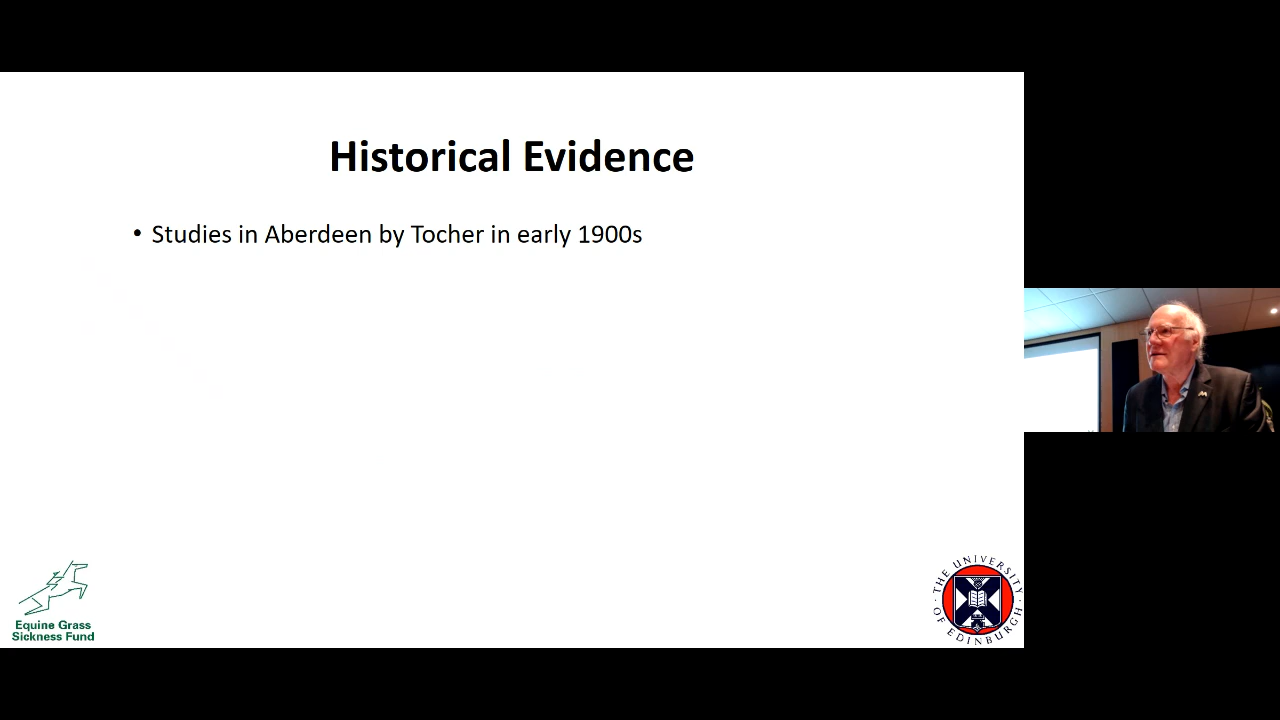 Historical Evidence
• Studies in Aberdeen by Tocher in early 1900s
Equine Grass
Sickness Fund
THE UNIVERSITY
OF EDINBURGH